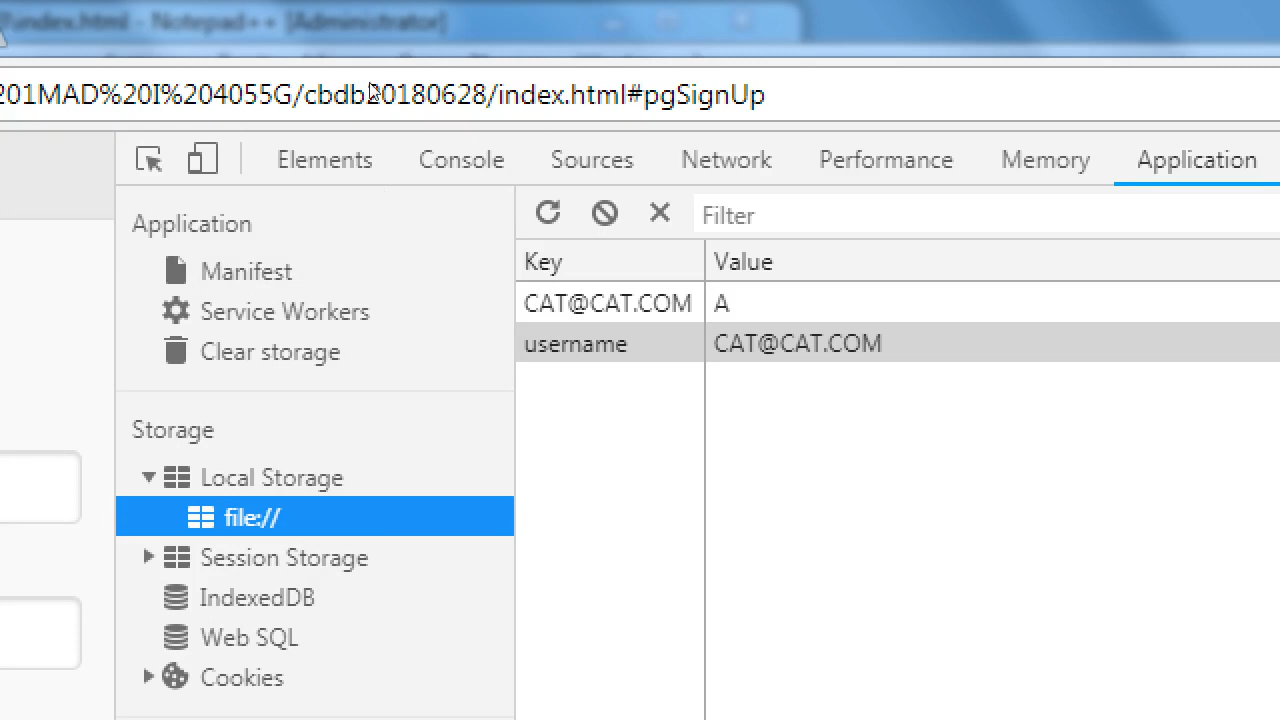 \index.html - Notepad++ [Administrator]
201MAD%20I%204055G/cbdb20180628/index.html#pgSignUp
Elements Console Sources Network Performance Memory Application
Application
Manifest
Service Workers
Clear storage
Storage
Local Storage
file://
Session Storage
IndexedDB
Web SQL
Cookies
Filter
Key Value
CAT@CAT.COM A
username CAT@CAT.COM